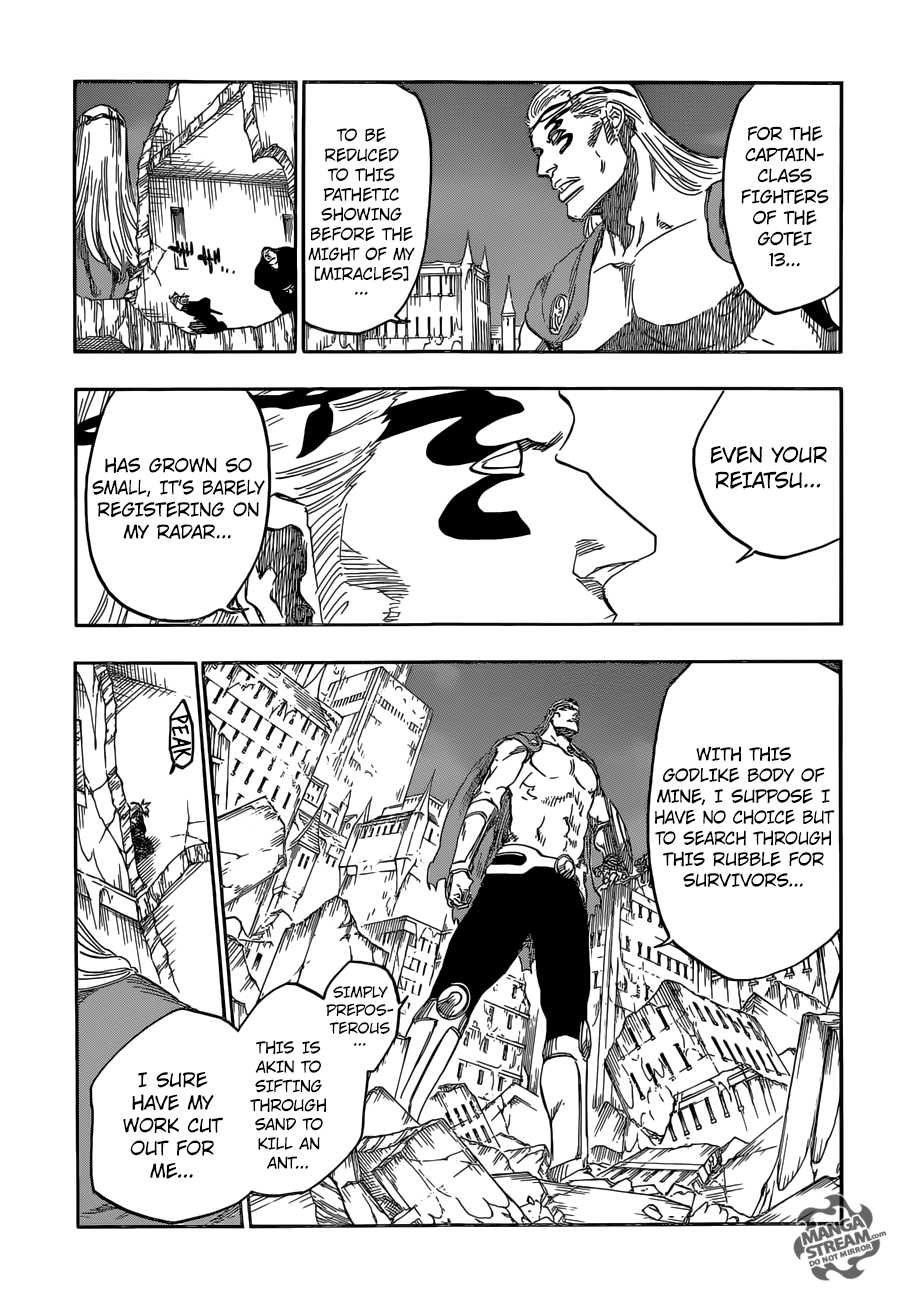 FOR THE
CAPTAIN-
CLASS
FIGHTERS
OF THE
GOTEI
13...
TO BE
REDUCED
TO THIS
PATHETIC
SHOWING
BEFORE THE
MIGHT OF MY
[MIRACLES]
...
EVEN YOUR
REIATSU...
HAS GROWN SO
SMALL, IT'S BARELY
REGISTERING ON
MY RADAR...
WITH THIS
GODLIKE BODY OF
MINE, I SUPPOSE I
HAVE NO CHOICE BUT
TO SEARCH THROUGH
THIS RUBBLE FOR
SURVIVORS...
SIMPLY
PREPOS-
TEROUS
...
THIS IS
AKIN TO
SIFTING
THROUGH
SAND TO
KILL AN
ANT...
PEAK
I SURE
HAVE MY
WORK CUT
OUT FOR
ME...
MANGA
STREAM.com
DO NOT MIRROR!